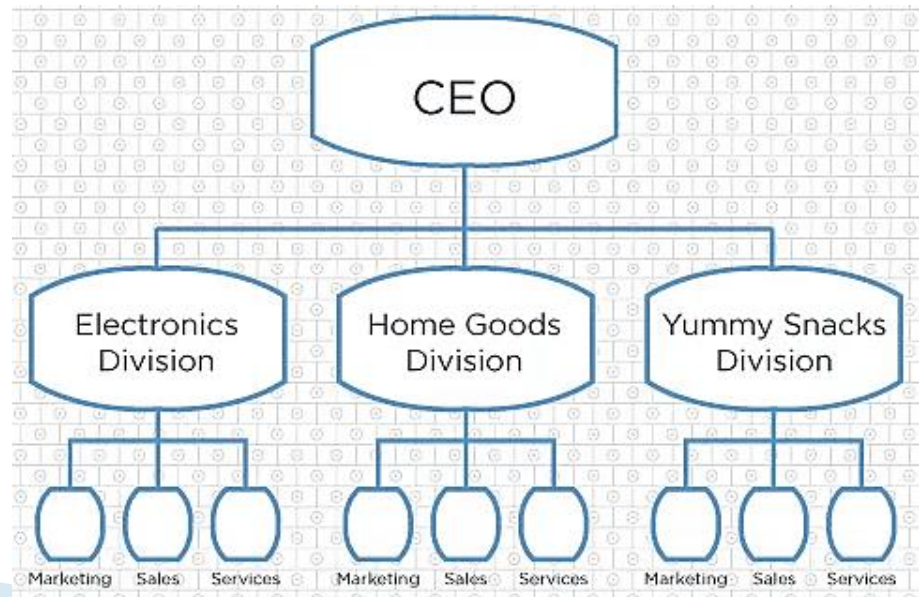 CEO
Electronics
Division
Home Goods
Division
Yummy Snacks
Division
Marketing Sales Services
Marketing Sales Services
Marketing Sales Services